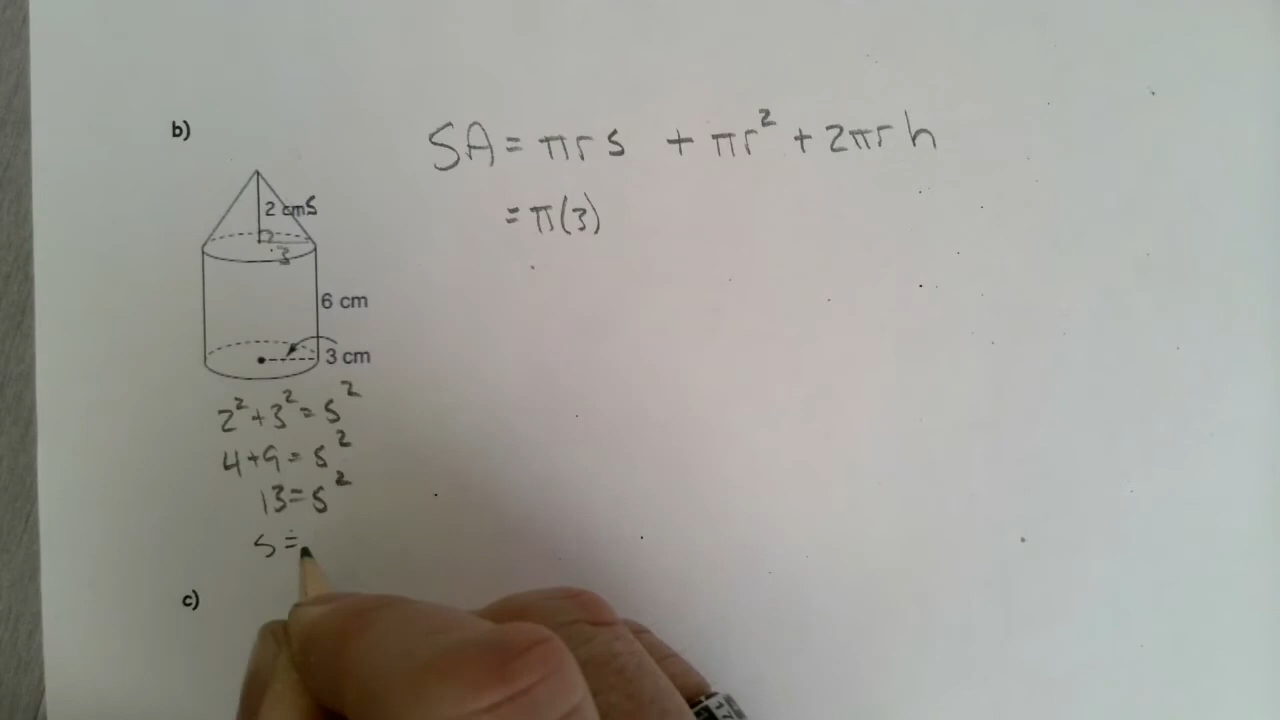 b)
SA = πrs + πr² + 2πrh
= π(3)
2 cm s
3
6 cm
3 cm
2² + 3² = s²
4 + 9 = s²
13 = s²
s ≐
c)